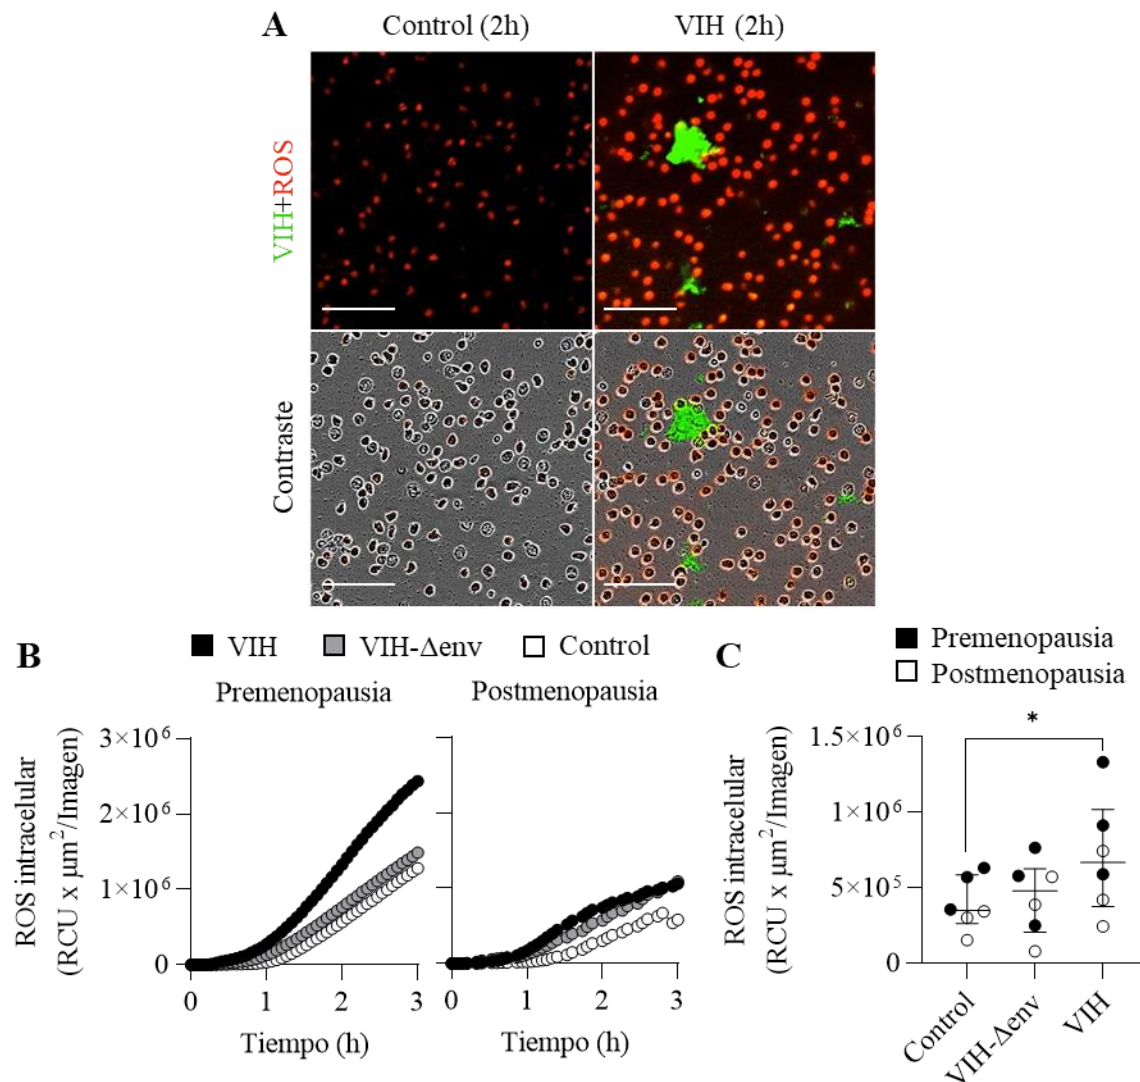 A
Control (2h)
VIH (2h)
VIH+ROS
Contraste
B
VIH
VIH-Δenv
Control
Premenopausia
Postmenopausia
ROS intracelular
(RCU x µm²/Imagen)
3×10⁶
2×10⁶
1×10⁶
0
0
1
2
3
Tiempo (h)
0
1
2
3
Tiempo (h)
C
Premenopausia
Postmenopausia
*
ROS intracelular
(RCU x µm²/Imagen)
1.5×10⁶
1×10⁶
5×10⁵
0
Control
VIH-Δenv
VIH